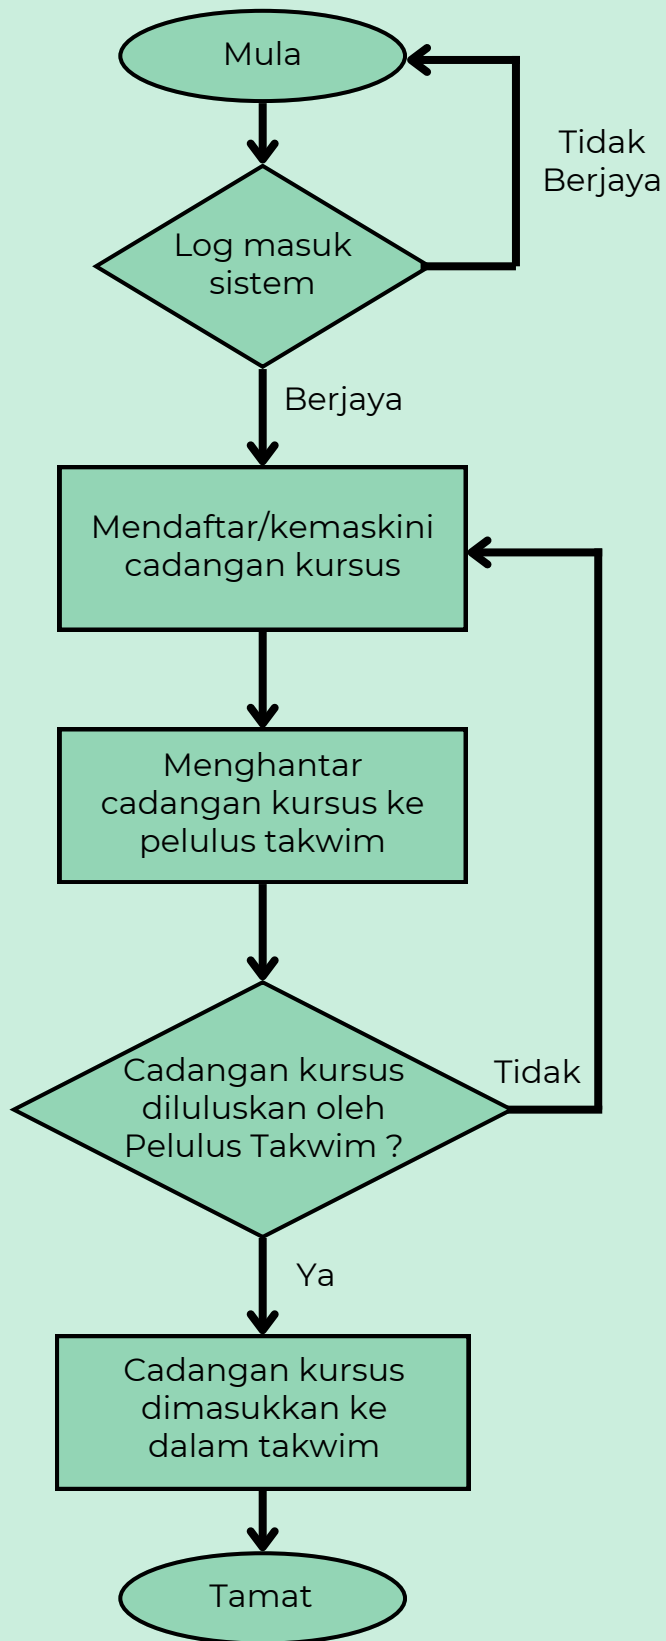 Mula
Tidak
Berjaya
Log masuk
sistem
Berjaya
Mendaftar/kemaskini
cadangan kursus
Menghantar
cadangan kursus ke
pelulus takwim
Cadangan kursus
diluluskan oleh
Pelulus Takwim ?
Tidak
Ya
Cadangan kursus
dimasukkan ke
dalam takwim
Tamat